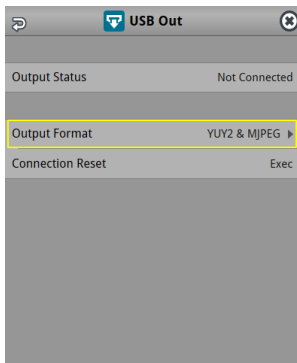 USB Out
Output Status Not Connected
Output Format YUY2 & MJPEG
Connection Reset Exec